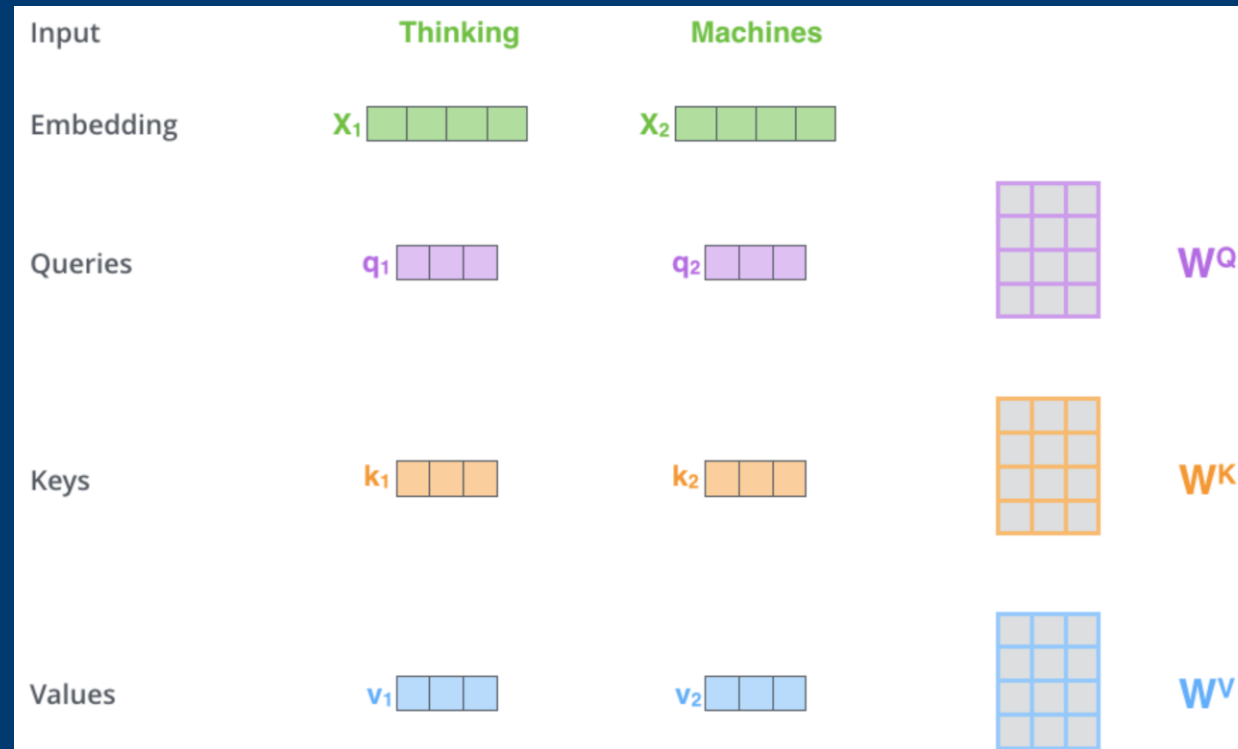 Input Thinking Machines
Embedding X₁ X₂
Queries q₁ q₂ WQ
Keys k₁ k₂ WK
Values v₁ v₂ WV